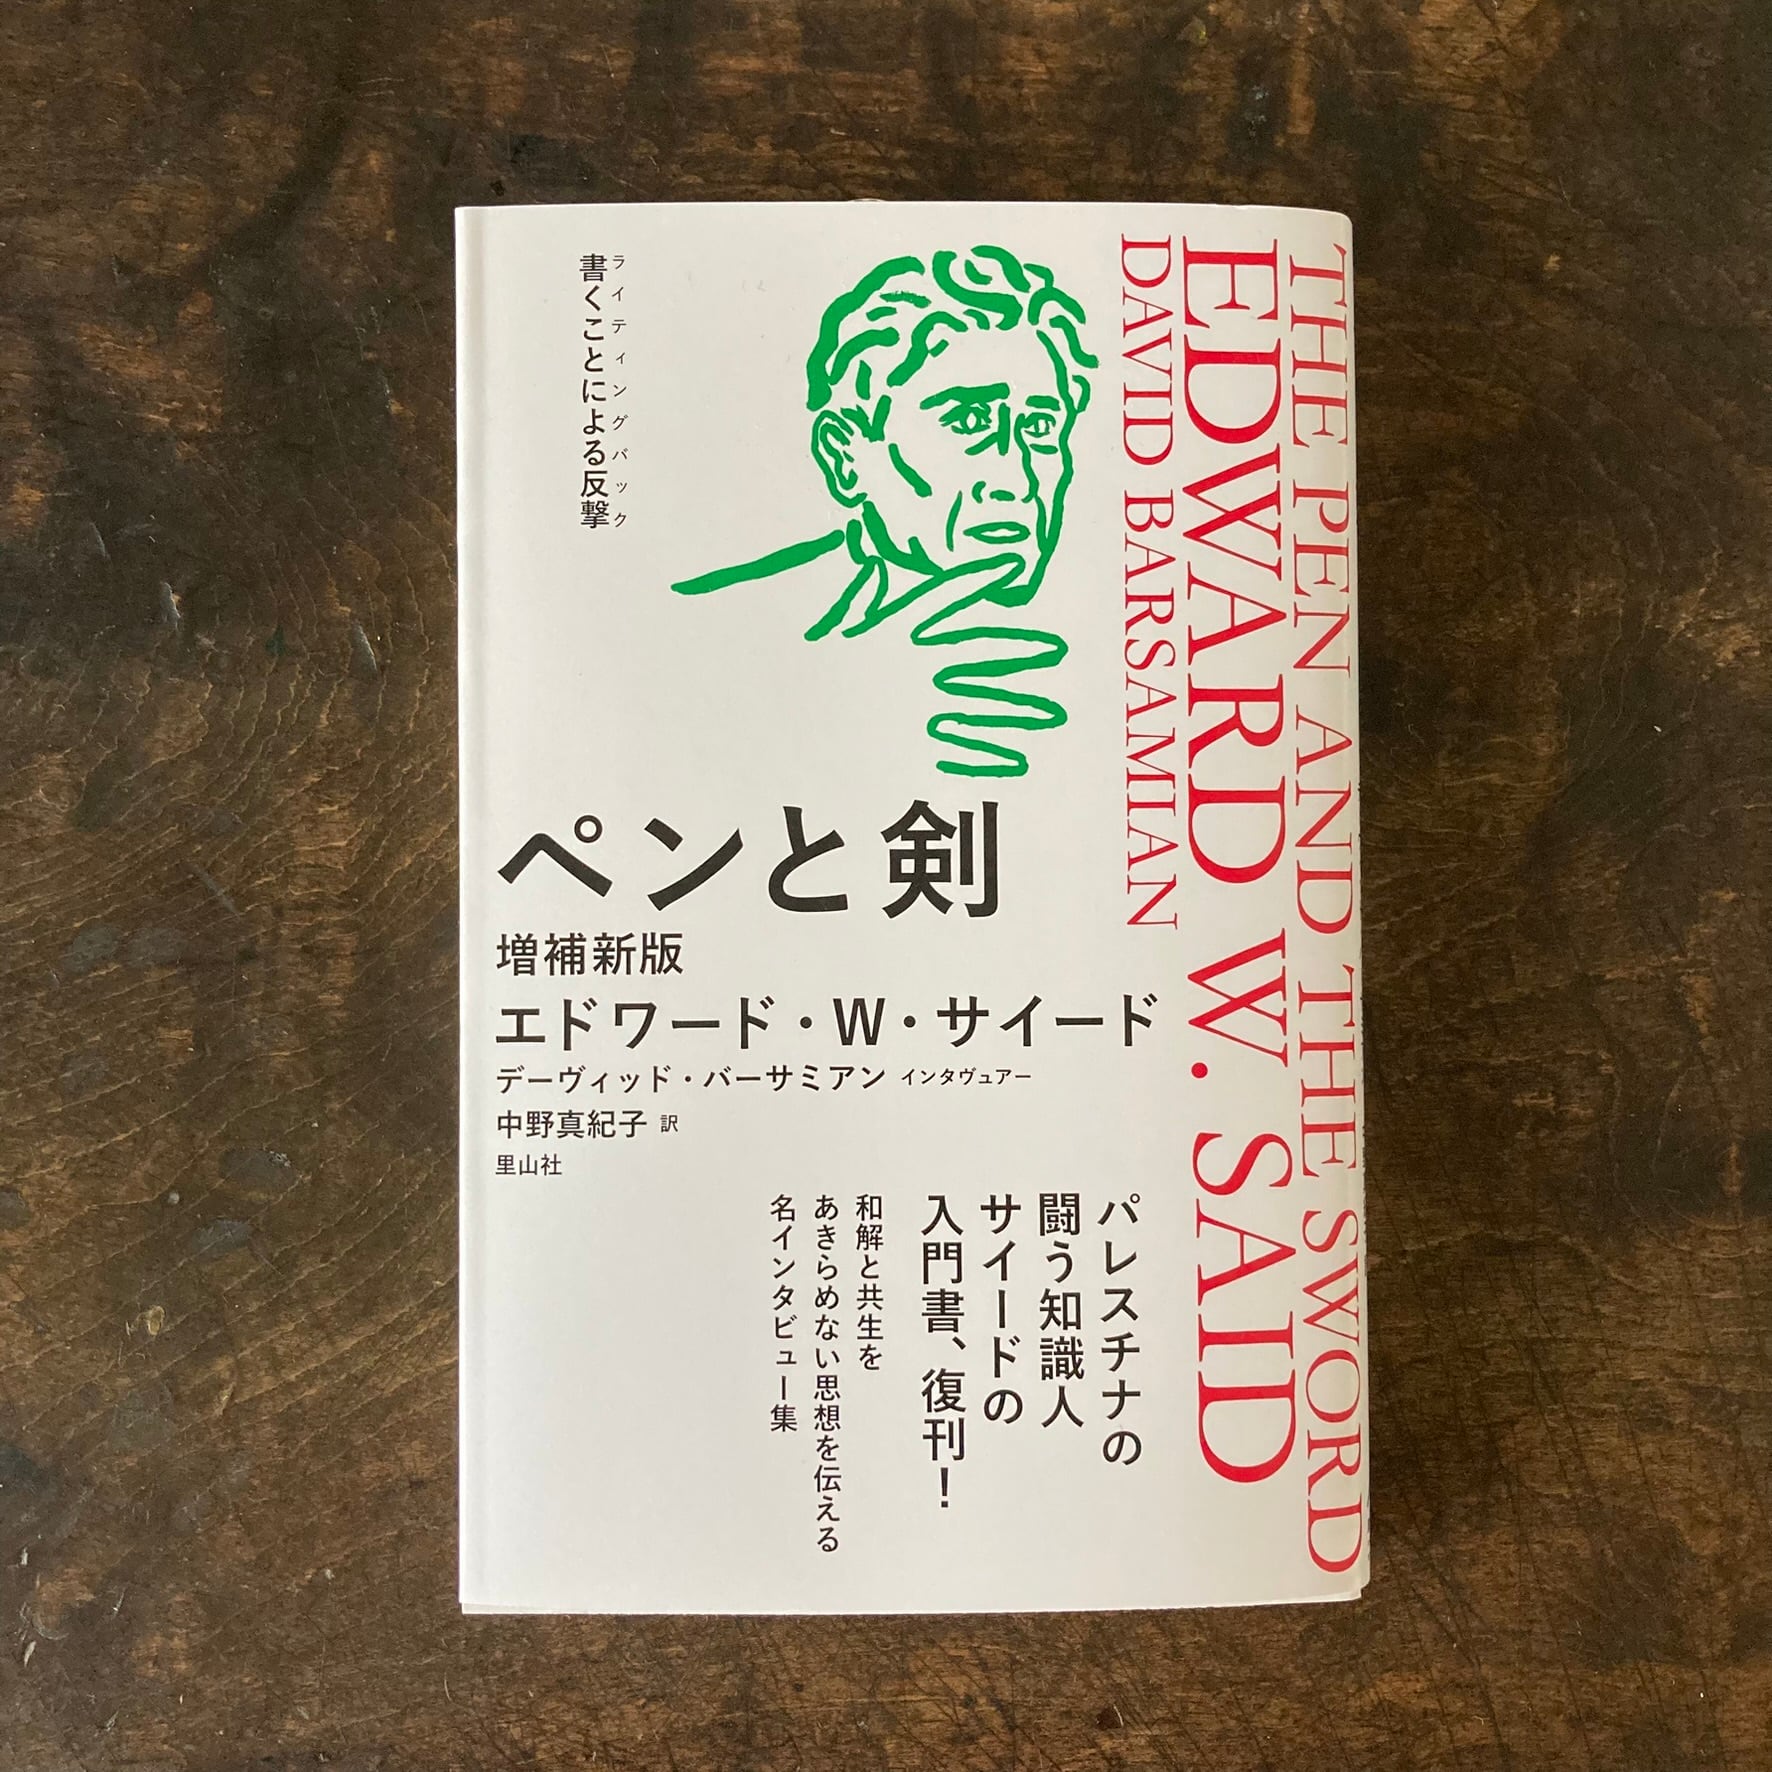 THE PEN AND THE SWORD
EDWARD W. SAID
DAVID BARSAMIAN
ライティングバック
書くことによる反撃
ペンと剣
増補新版
エドワード・W・サイード
デーヴィッド・バーサミアン インタヴュアー
中野真紀子 訳
里山社
パレスチナの
闘う知識人
サイードの
入門書、復刊！
和解と共生を
あきらめない思想を伝える
名インタビュー集